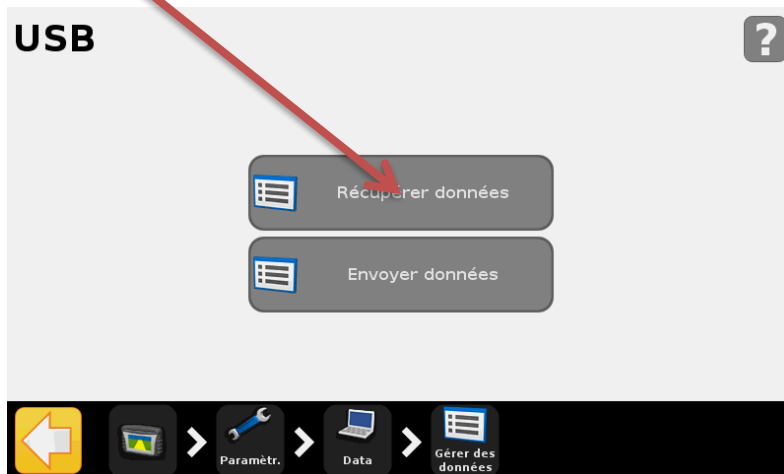 USB
?
Récupérer données
Envoyer données
Paramètr.
Data
Gérer des
données